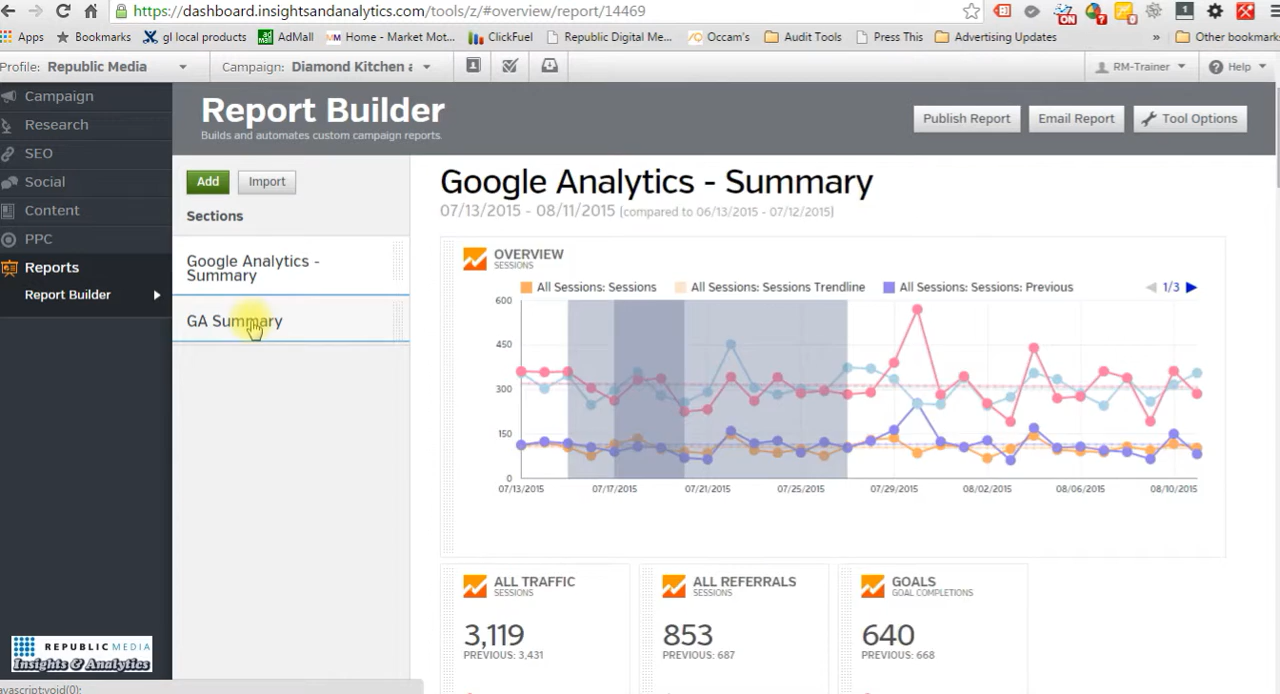 https://dashboard.insightsandanalytics.com/tools/z/#overview/report/14469
Apps Bookmarks gl local products AdMall Home - Market Mot... ClickFuel Republic Digital Me... Occam's Audit Tools Press This Advertising Updates » Other bookmarks
Profile: Republic Media Campaign: Diamond Kitchen a RM-Trainer Help
Campaign
Research
SEO
Social
Content
PPC
Reports
Report Builder
Report Builder
Builds and automates custom campaign reports.
Publish Report Email Report Tool Options
Add Import
Sections
Google Analytics -
Summary
GA Summary
Google Analytics - Summary
07/13/2015 - 08/11/2015 (compared to 06/13/2015 - 07/12/2015)
OVERVIEW
SESSIONS
All Sessions: Sessions All Sessions: Sessions Trendline All Sessions: Sessions: Previous 1/3
600
450
300
150
0
07/13/2015 07/17/2015 07/21/2015 07/25/2015 07/29/2015 08/02/2015 08/06/2015 08/10/2015
ALL TRAFFIC
SESSIONS
3,119
PREVIOUS: 3,431
ALL REFERRALS
SESSIONS
853
PREVIOUS: 687
GOALS
GOAL COMPLETIONS
640
PREVIOUS: 668
REPUBLIC MEDIA
Insights & Analytics
avascript:void(0);